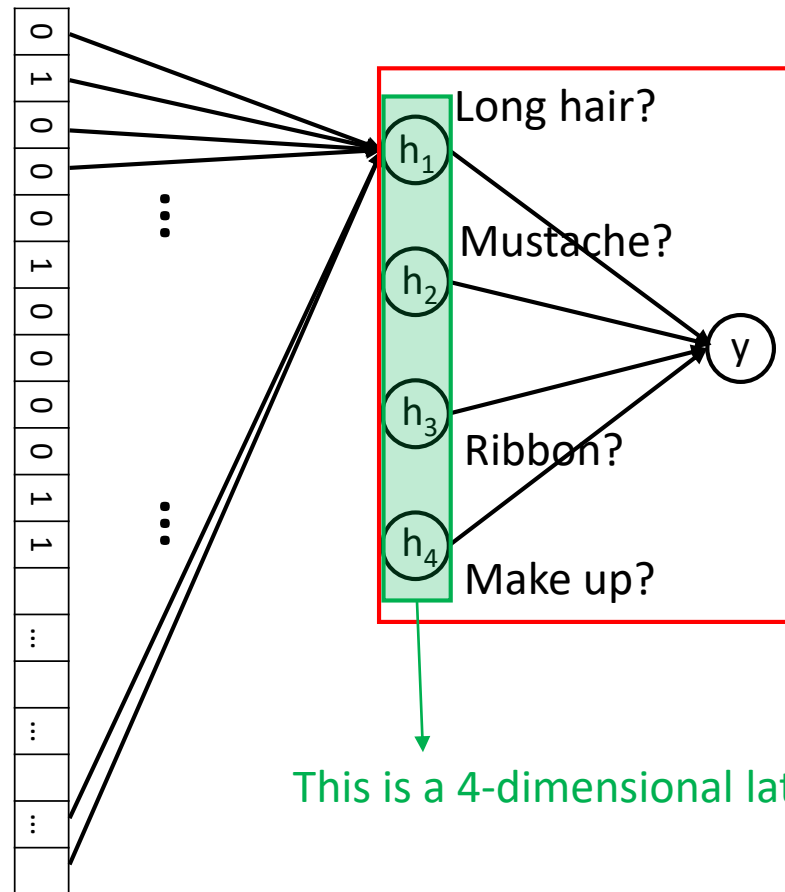 0
1
0
0
0
1
0
0
0
0
1
1
...
...
...
h1
h2
h3
h4
Long hair?
Mustache?
Ribbon?
Make up?
y
This is a 4-dimensional lat